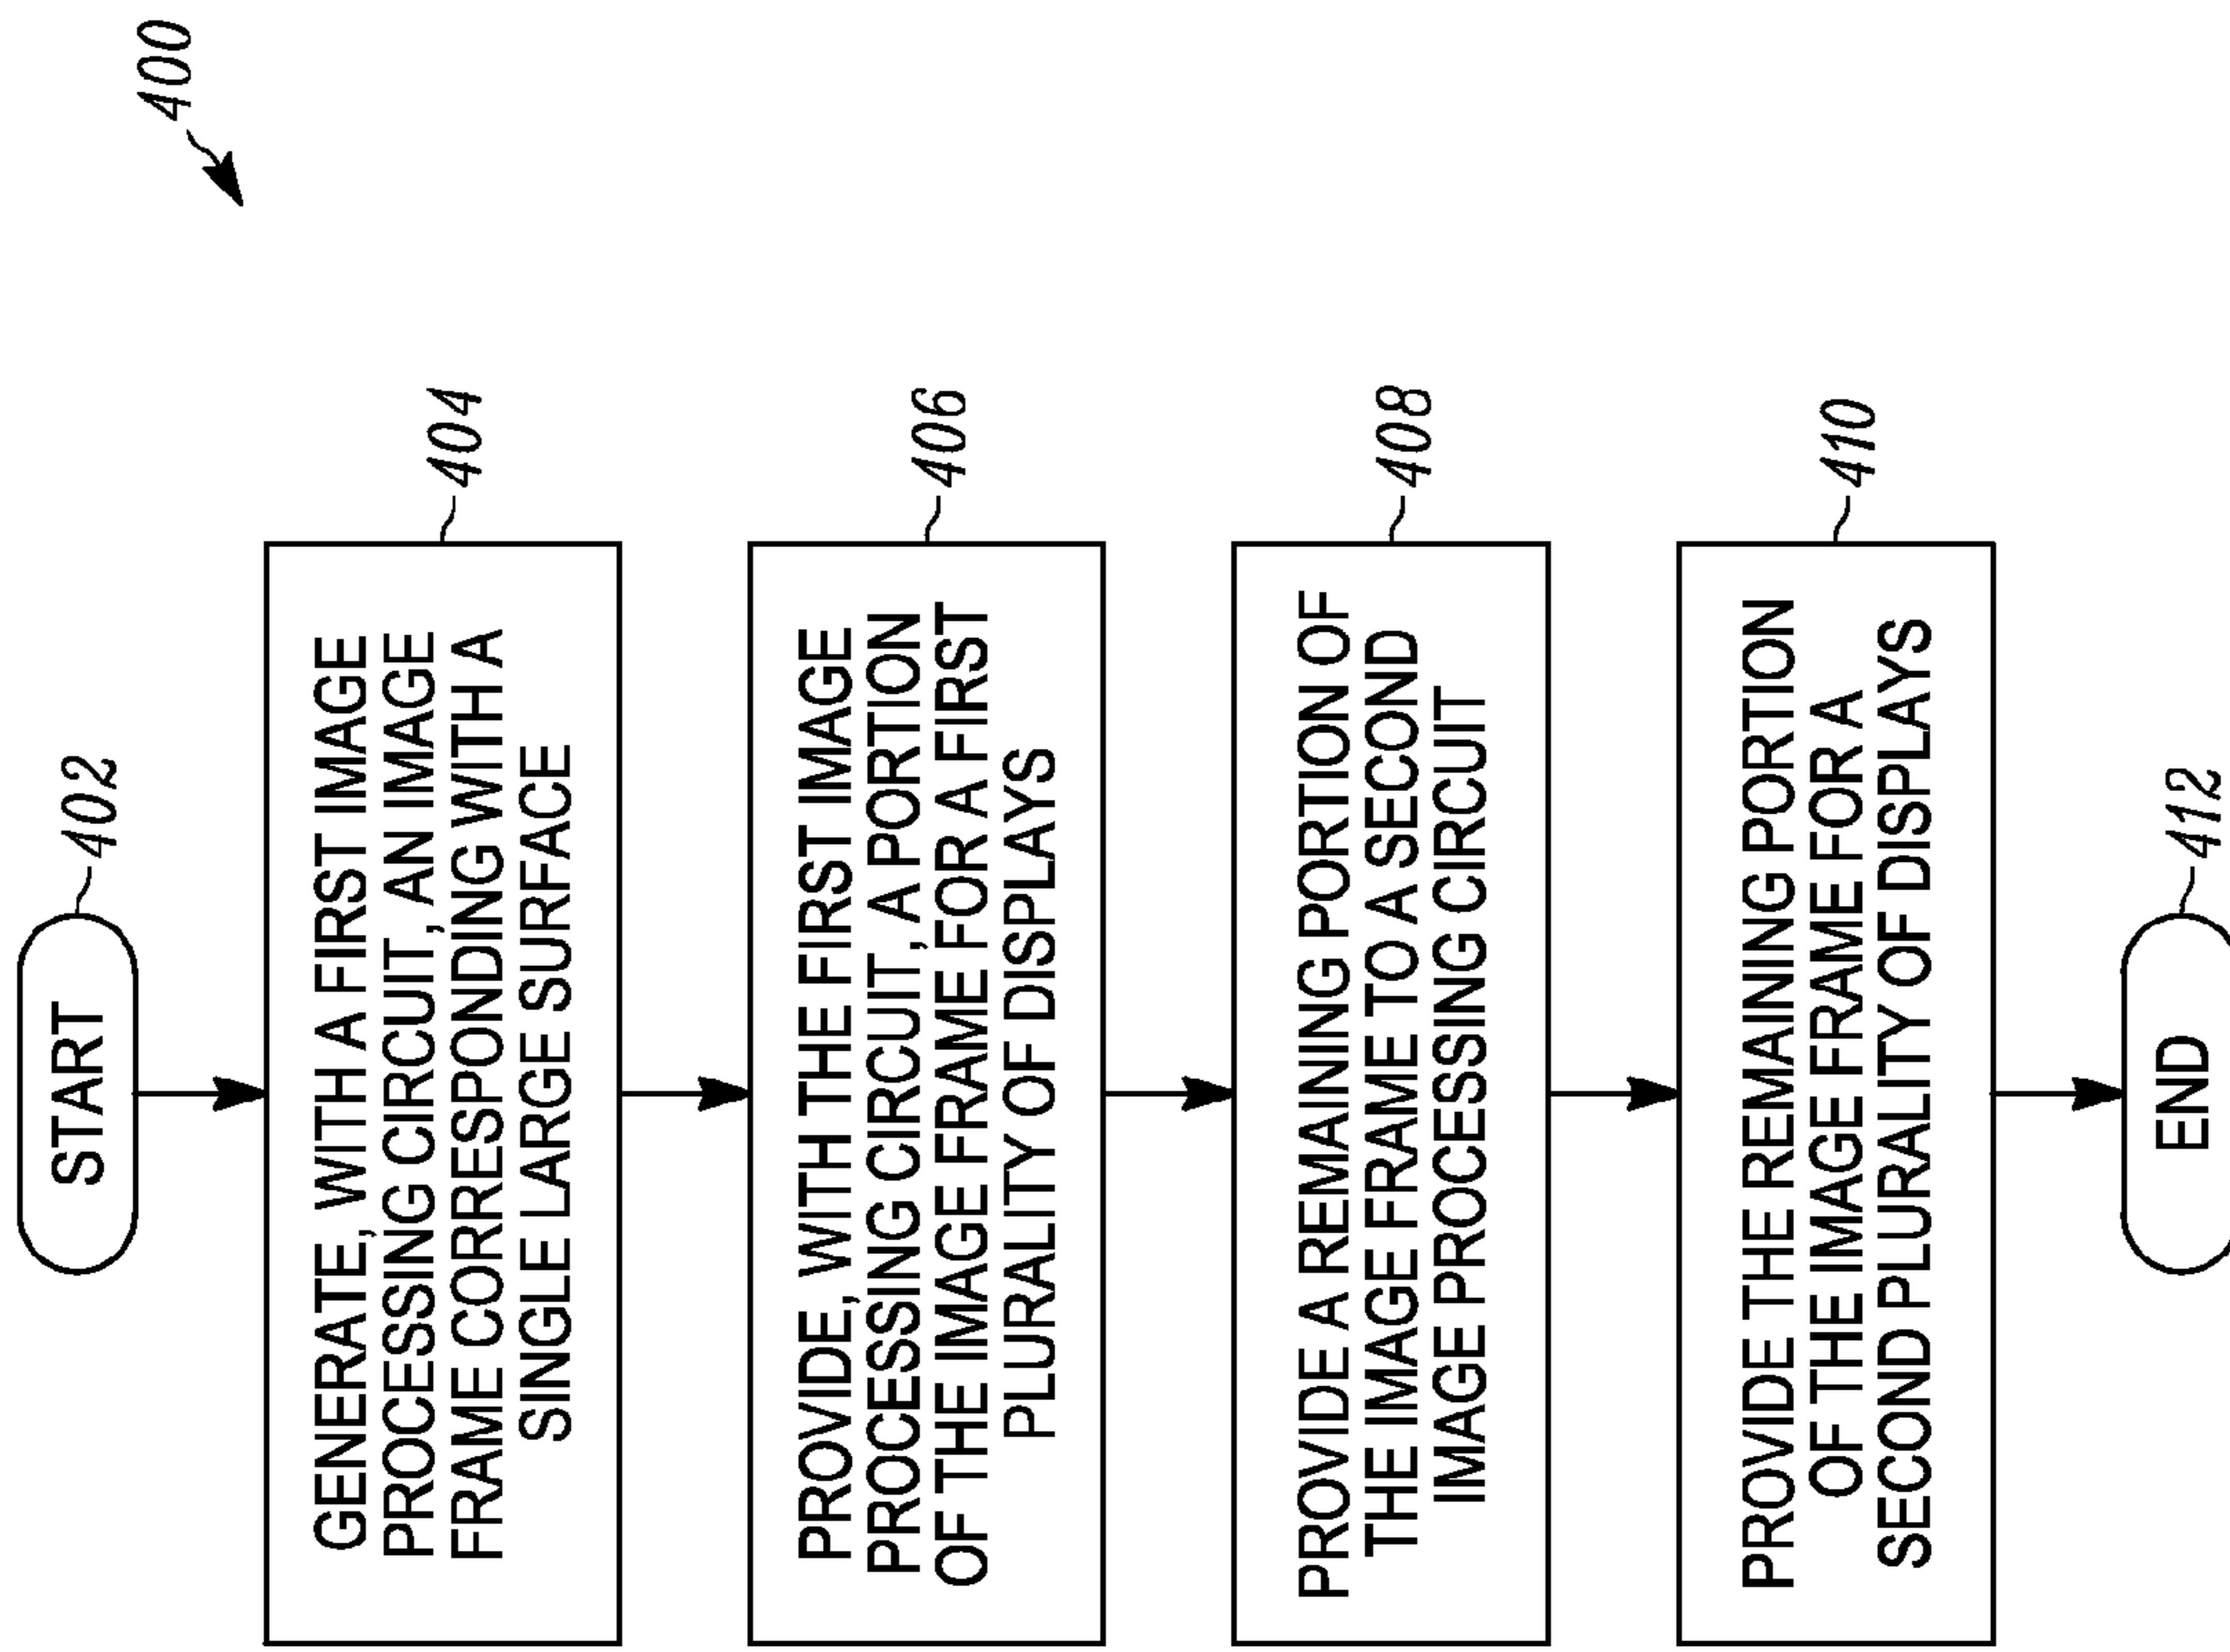 400
START
402
GENERATE, WITH A FIRST IMAGE
PROCESSING CIRCUIT, AN IMAGE
FRAME CORRESPONDING WITH A
SINGLE LARGE SURFACE
404
PROVIDE, WITH THE FIRST IMAGE
PROCESSING CIRCUIT, A PORTION
OF THE IMAGE FRAME FOR A FIRST
PLURALITY OF DISPLAYS
406
PROVIDE A REMAINING PORTION OF
THE IMAGE FRAME TO A SECOND
IMAGE PROCESSING CIRCUIT
408
PROVIDE THE REMAINING PORTION
OF THE IMAGE FRAME FOR A
SECOND PLURALITY OF DISPLAYS
410
END
412